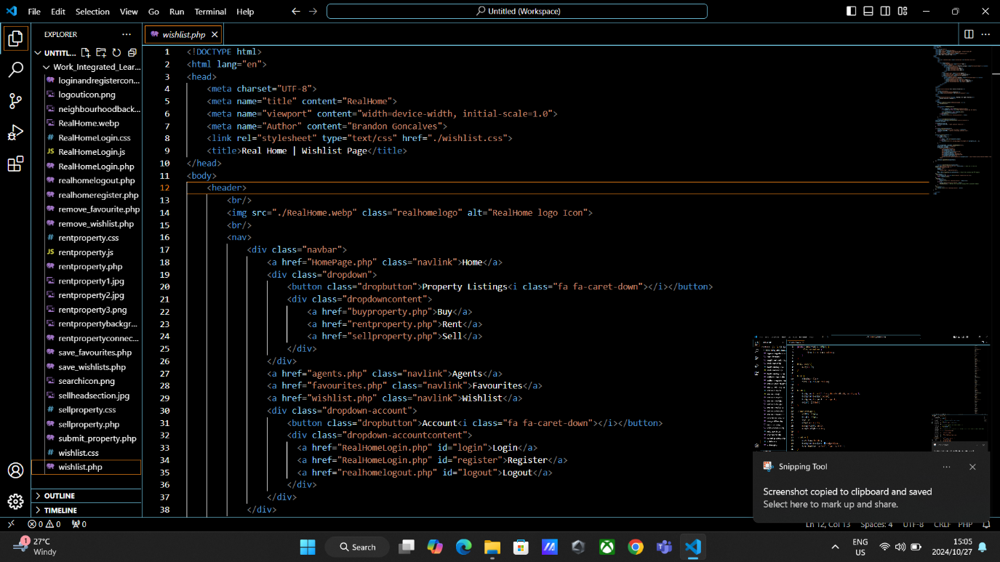 File Edit Selection View Go Run Terminal Help
Untitled (Workspace)
EXPLORER
UNTITL...
Work_Integrated_Lear...
loginandregistercon...
logouticon.png
neighbourhoodback...
RealHome.webp
RealHomeLogin.css
RealHomeLogin.js
RealHomeLogin.php
realhomelogout.php
realhomeregister.php
remove_favourite.php
remove_wishlist.php
rentproperty.css
rentproperty.js
rentproperty.php
rentproperty1.jpg
rentproperty2.jpg
rentproperty3.png
rentpropertybackgr...
rentpropertyconnec...
save_favourites.php
save_wishlists.php
searchicon.png
sellheadsection.jpg
sellproperty.css
sellproperty.php
submit_property.php
wishlist.css
wishlist.php
OUTLINE
TIMELINE
wishlist.php
1 <!DOCTYPE html>
2 <html lang="en">
3 <head>
4 <meta charset="UTF-8">
5 <meta name="title" content="RealHome">
6 <meta name="viewport" content="width=device-width, initial-scale=1.0">
7 <meta name="Author" content="Brandon Goncalves">
8 <link rel="stylesheet" type="text/css" href="./wishlist.css">
9 <title>Real Home | Wishlist Page</title>
10 </head>
11 <body>
12 <header>
13 <br/>
14 <img src="./RealHome.webp" class="realhomelogo" alt="RealHome logo Icon">
15 <br/>
16 <nav>
17 <div class="navbar">
18 <a href="HomePage.php" class="navlink">Home</a>
19 <div class="dropdown">
20 <button class="dropbutton">Property Listings<i class="fa fa-caret-down"></i></button>
21 <div class="dropdowncontent">
22 <a href="buyproperty.php">Buy</a>
23 <a href="rentproperty.php">Rent</a>
24 <a href="sellproperty.php">Sell</a>
25 </div>
26 </div>
27 <a href="agents.php" class="navlink">Agents</a>
28 <a href="favourites.php" class="navlink">Favourites</a>
29 <a href="wishlist.php" class="navlink">Wishlist</a>
30 <div class="dropdown-account">
31 <button class="dropbutton">Account<i class="fa fa-caret-down"></i></button>
32 <div class="dropdown-accountcontent">
33 <a href="RealHomeLogin.php" id="login">Login</a>
34 <a href="RealHomeLogin.php" id="register">Register</a>
35 <a href="realhomelogout.php" id="logout">Logout</a>
36 </div>
37 </div>
38 </div>
Snipping Tool
Screenshot copied to clipboard and saved
Select here to mark up and share.
0 0 0
Ln 12, Col 13 Spaces: 4 UTF-8 CRLF PHP
1
27°C
Windy
Search
ENG
US
15:05
2024/10/27